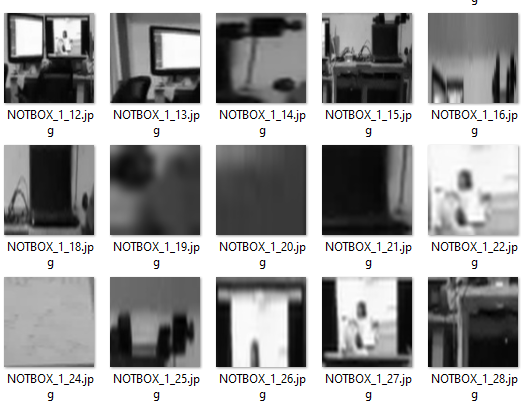 NOTBOX_1_12.jp
g
NOTBOX_1_13.jp
g
NOTBOX_1_14.jp
g
NOTBOX_1_15.jp
g
NOTBOX_1_16.jp
g
NOTBOX_1_18.jp
g
NOTBOX_1_19.jp
g
NOTBOX_1_20.jp
g
NOTBOX_1_21.jp
g
NOTBOX_1_22.jp
g
NOTBOX_1_24.jp
g
NOTBOX_1_25.jp
g
NOTBOX_1_26.jp
g
NOTBOX_1_27.jp
g
NOTBOX_1_28.jp
g